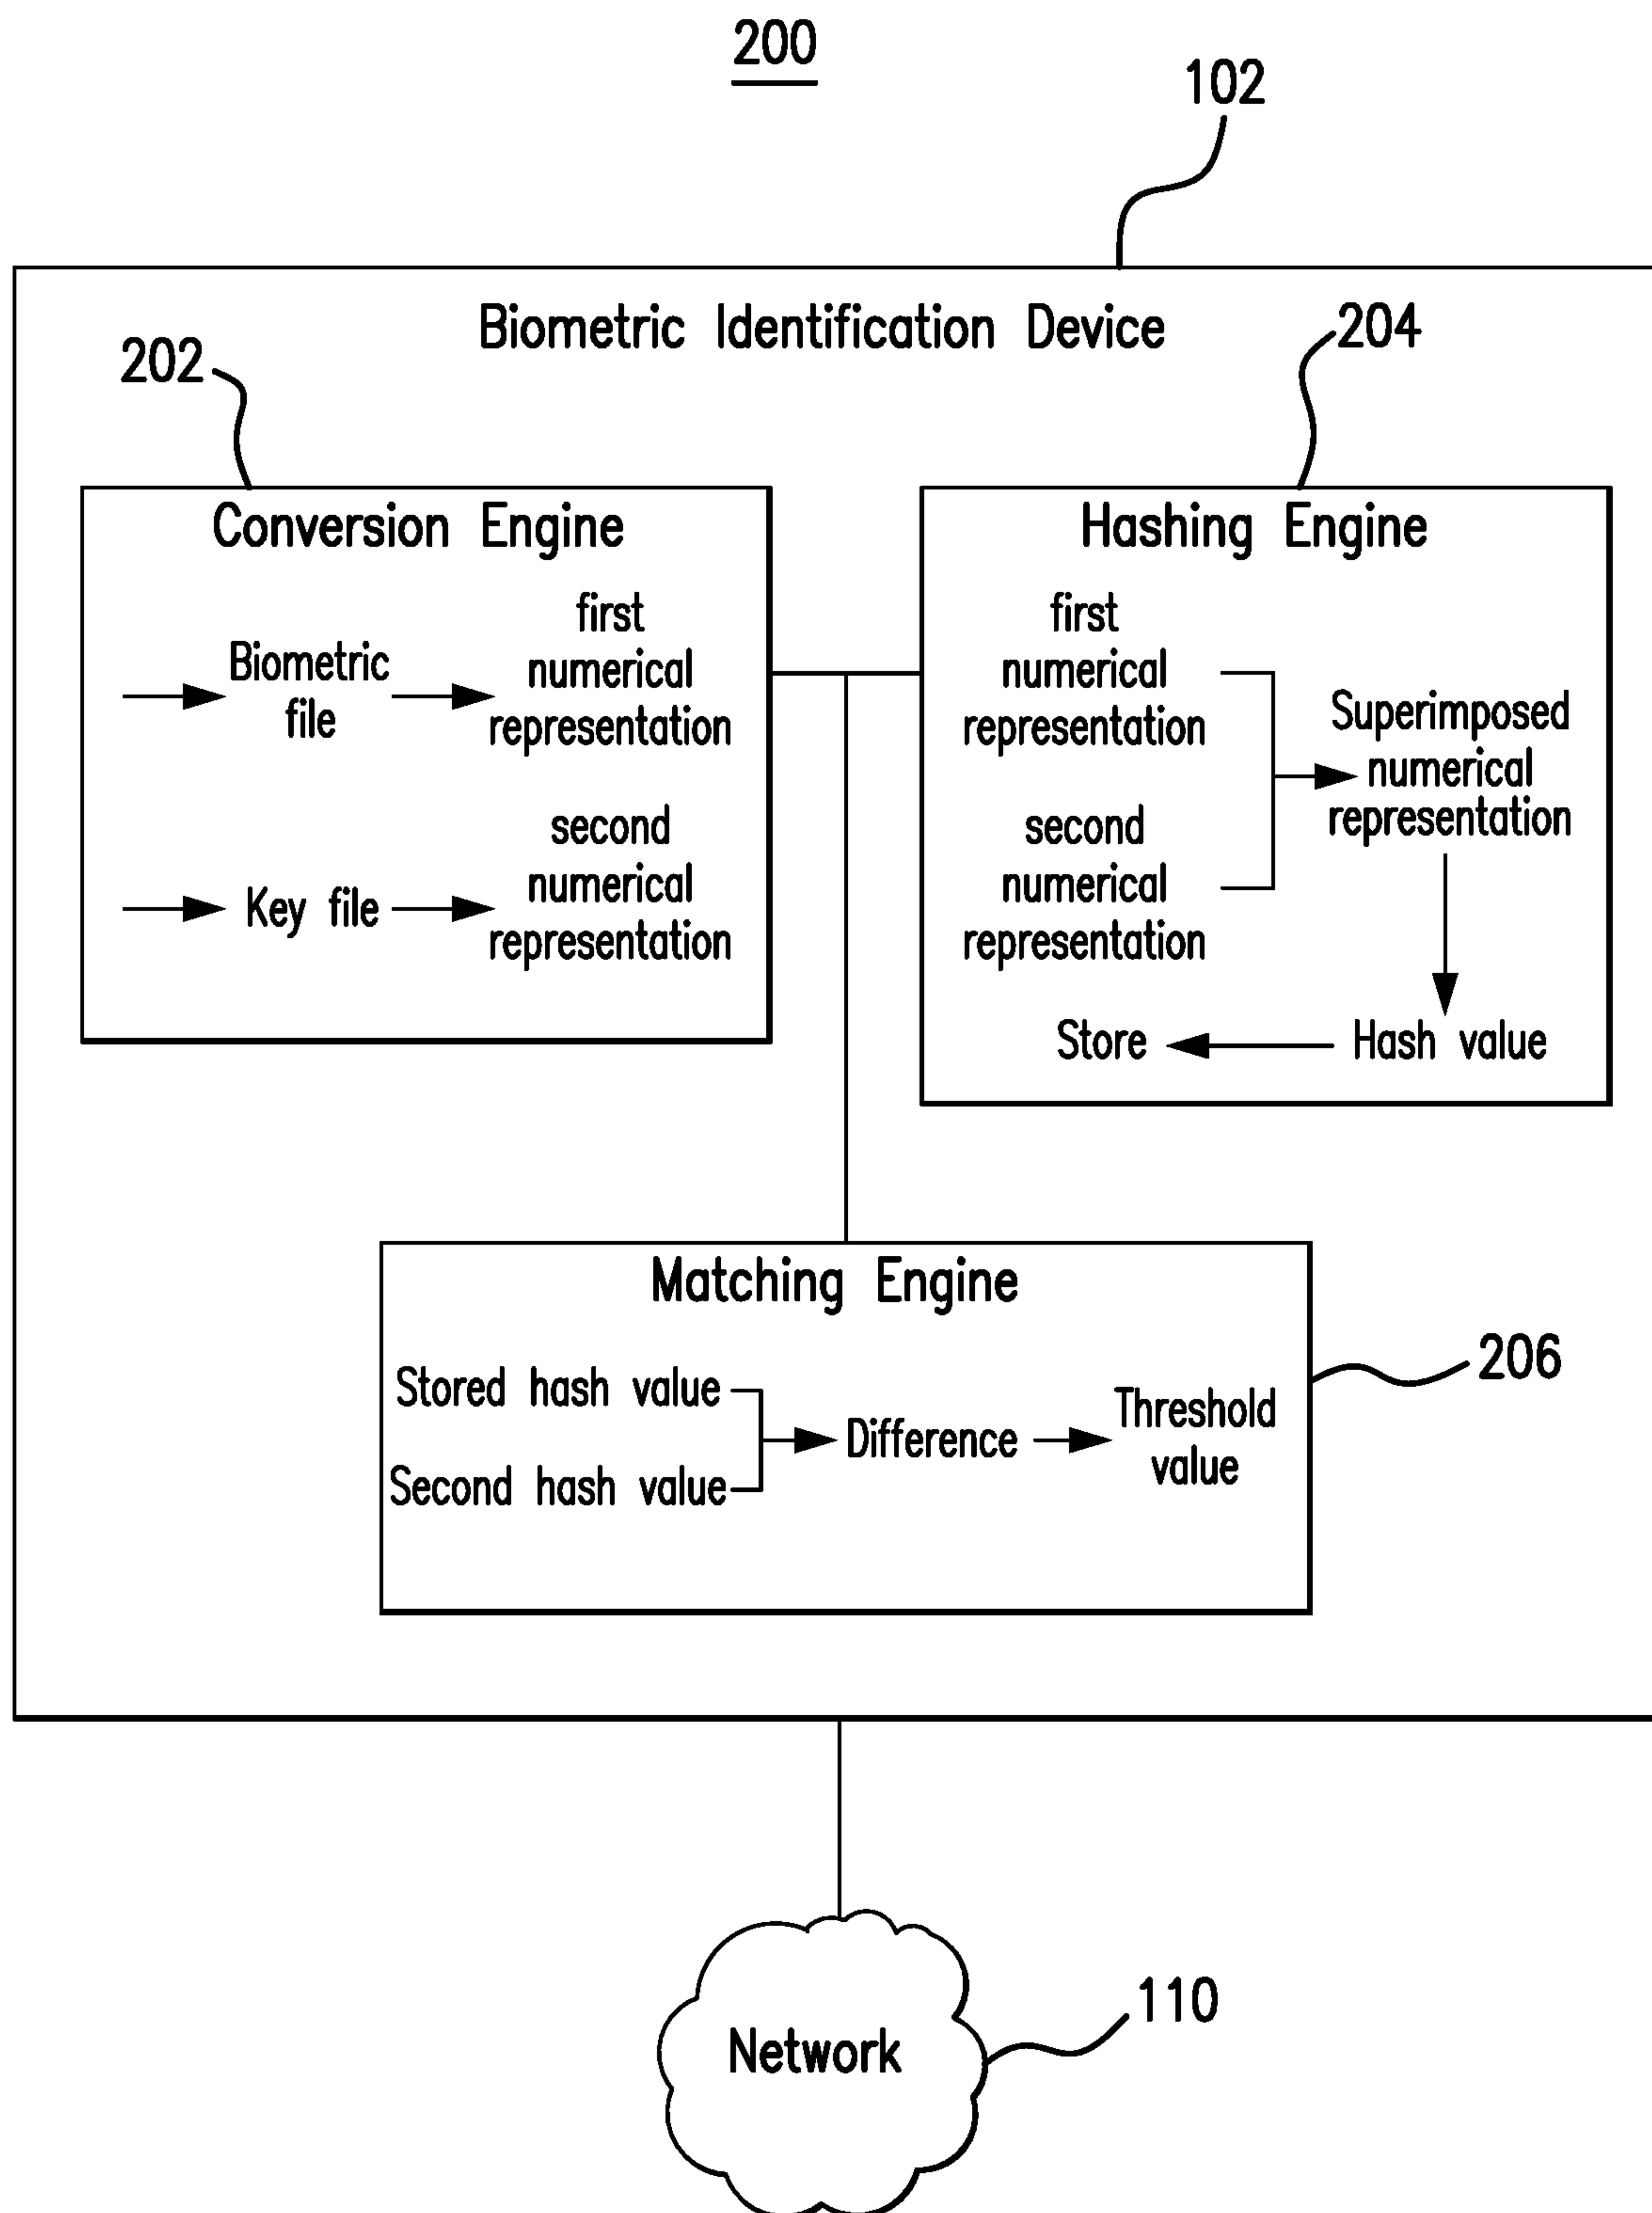 200
102
Biometric Identification Device
202
204
Conversion Engine
Biometric
file
first
numerical
representation
Key file
second
numerical
representation
Hashing Engine
first
numerical
representation
second
numerical
representation
Superimposed
numerical
representation
Hash value
Store
Matching Engine
Stored hash value
Second hash value
Difference
Threshold
value
206
Network
110